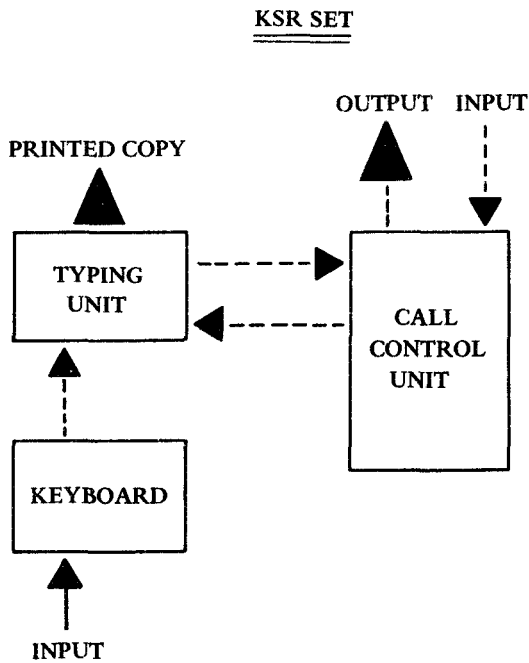 KSR SET
OUTPUT INPUT
PRINTED COPY
TYPING
UNIT
CALL
CONTROL
UNIT
KEYBOARD
INPUT